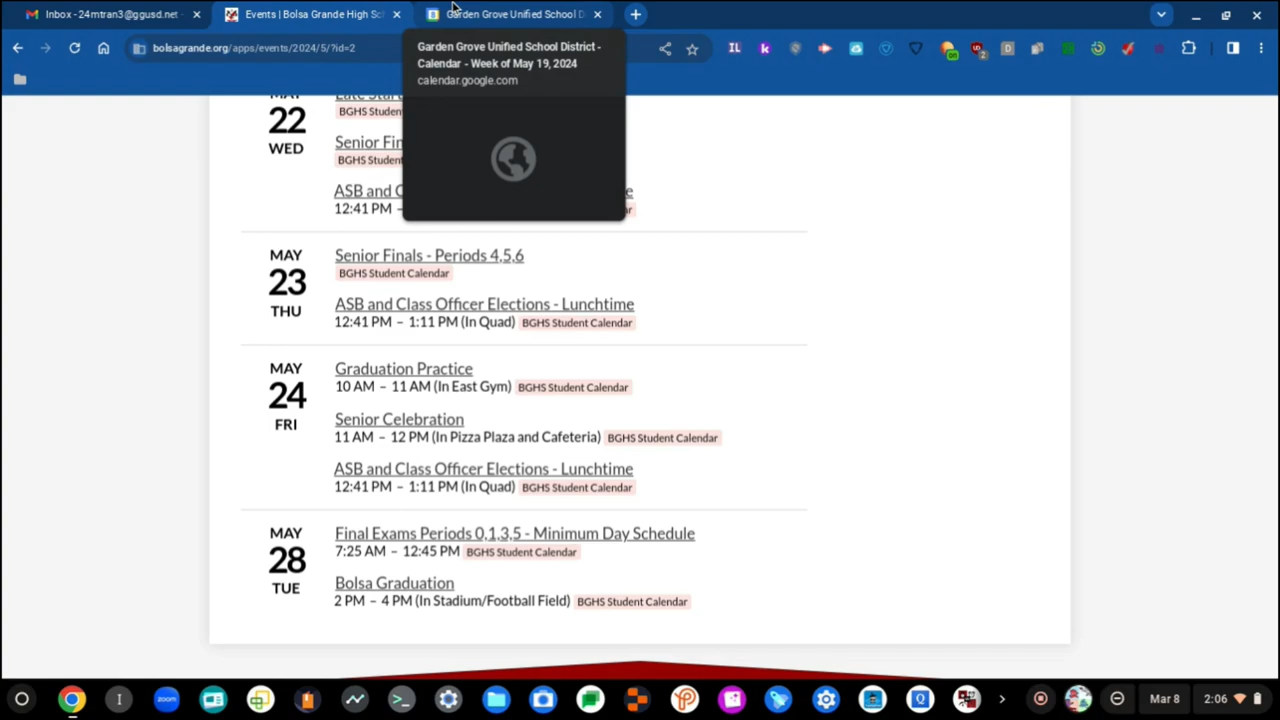 Inbox - 24mtran3@ggusd.net -
Events | Bolsa Grande High Sc
Garden Grove Unified School D
bolsagrande.org/apps/events/2024/5/?id=2
Garden Grove Unified School District -
Calendar - Week of May 19, 2024
calendar.google.com
22
WED
BGHS Student
Senior Fin
BGHS Student
ASB and C
12:41 PM –
MAY
23
THU
Senior Finals - Periods 4,5,6
BGHS Student Calendar
ASB and Class Officer Elections - Lunchtime
12:41 PM – 1:11 PM (In Quad) BGHS Student Calendar
MAY
24
FRI
Graduation Practice
10 AM – 11 AM (In East Gym) BGHS Student Calendar
Senior Celebration
11 AM – 12 PM (In Pizza Plaza and Cafeteria) BGHS Student Calendar
ASB and Class Officer Elections - Lunchtime
12:41 PM – 1:11 PM (In Quad) BGHS Student Calendar
MAY
28
TUE
Final Exams Periods 0,1,3,5 - Minimum Day Schedule
7:25 AM – 12:45 PM BGHS Student Calendar
Bolsa Graduation
2 PM – 4 PM (In Stadium/Football Field) BGHS Student Calendar
zoom
Mar 8
2:06